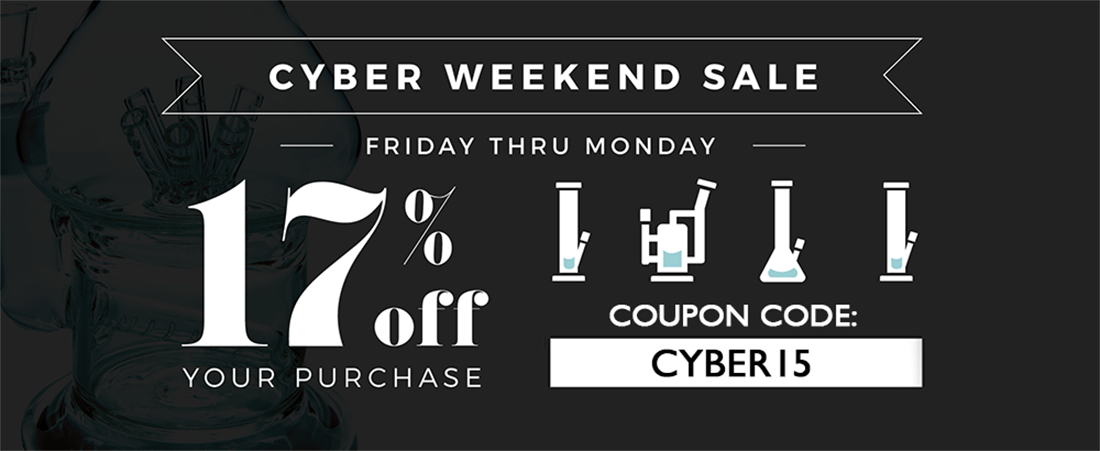 CYBER WEEKEND SALE
FRIDAY THRU MONDAY
17% off
YOUR PURCHASE
COUPON CODE:
CYBER15